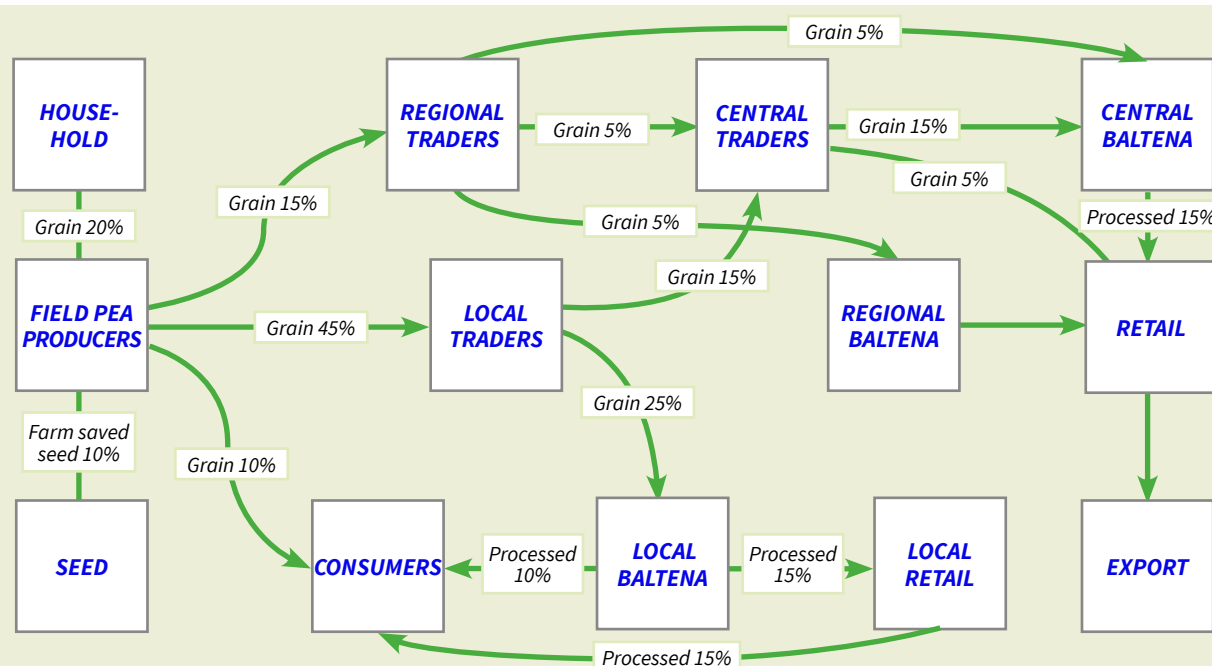 Grain 5%
HOUSE-
HOLD
REGIONAL
TRADERS
Grain 5%
CENTRAL
TRADERS
Grain 15%
CENTRAL
BALTENA
Grain 5%
Grain 15%
Grain 20%
Grain 5%
Processed 15%
Grain 15%
FIELD PEA
PRODUCERS
Grain 45%
LOCAL
TRADERS
REGIONAL
BALTENA
RETAIL
Grain 25%
Farm saved
seed 10%
Grain 10%
SEED
CONSUMERS
Processed
10%
LOCAL
BALTENA
Processed
15%
LOCAL
RETAIL
EXPORT
Processed 15%